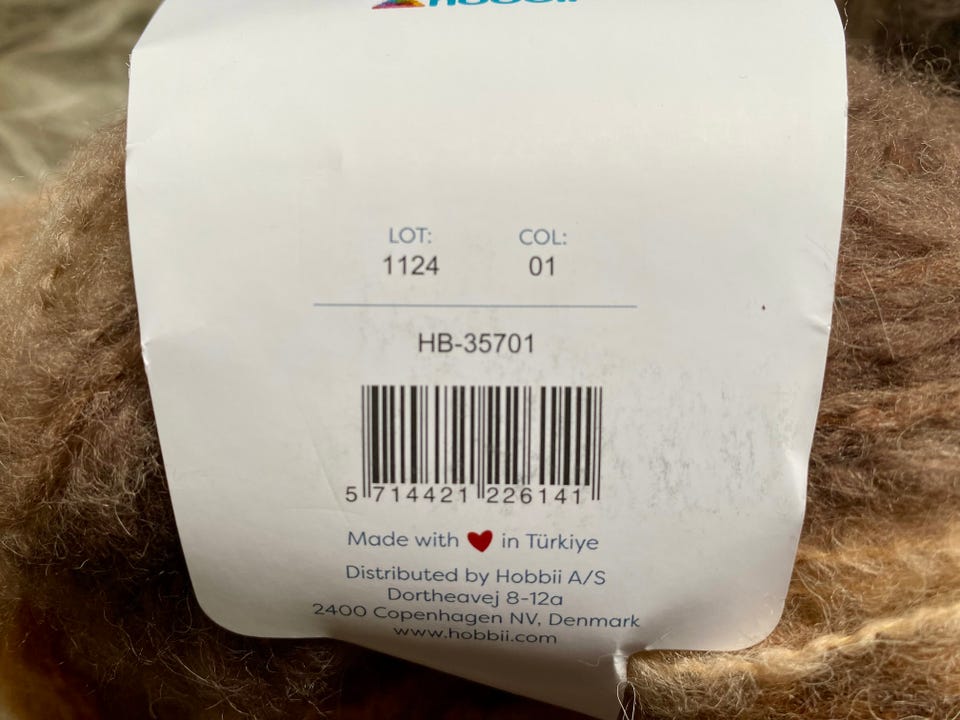 hobbii
LOT: COL:
1124 01
HB-35701
5 714421 226141
Made with ❤ in Türkiye
Distributed by Hobbii A/S
Dortheavej 8-12a
2400 Copenhagen NV, Denmark
www.hobbii.com